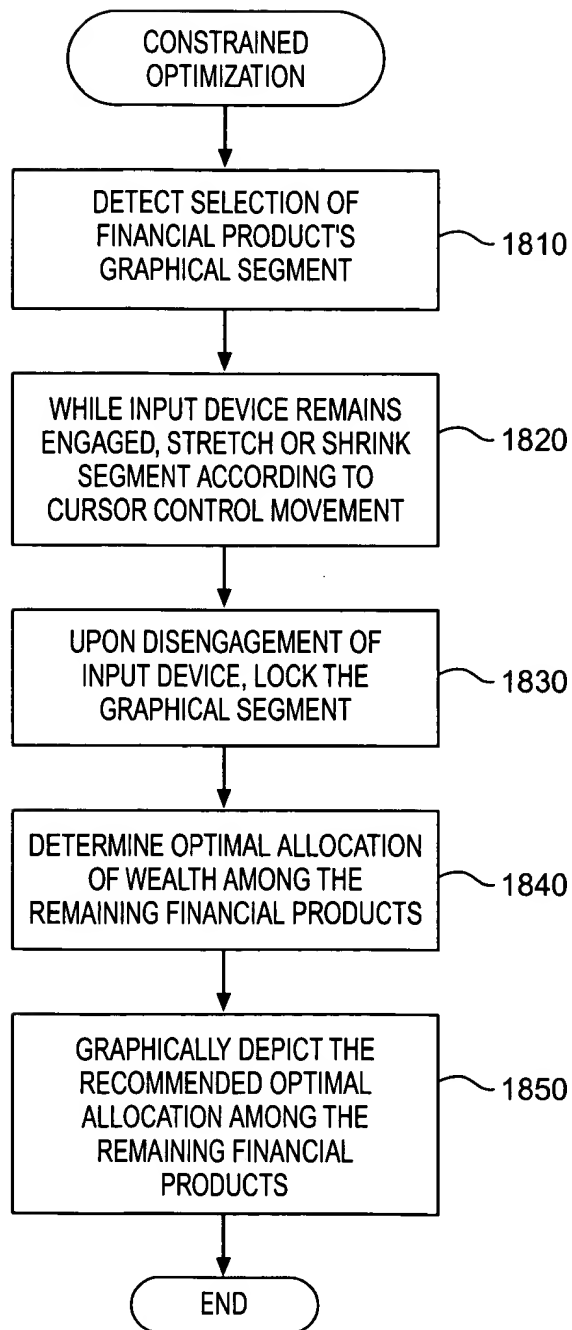 CONSTRAINED
OPTIMIZATION
DETECT SELECTION OF
FINANCIAL PRODUCT'S
GRAPHICAL SEGMENT
1810
WHILE INPUT DEVICE REMAINS
ENGAGED, STRETCH OR SHRINK
SEGMENT ACCORDING TO
CURSOR CONTROL MOVEMENT
1820
UPON DISENGAGEMENT OF
INPUT DEVICE, LOCK THE
GRAPHICAL SEGMENT
1830
DETERMINE OPTIMAL ALLOCATION
OF WEALTH AMONG THE
REMAINING FINANCIAL PRODUCTS
1840
GRAPHICALLY DEPICT THE
RECOMMENDED OPTIMAL
ALLOCATION AMONG THE
REMAINING FINANCIAL
PRODUCTS
1850
END